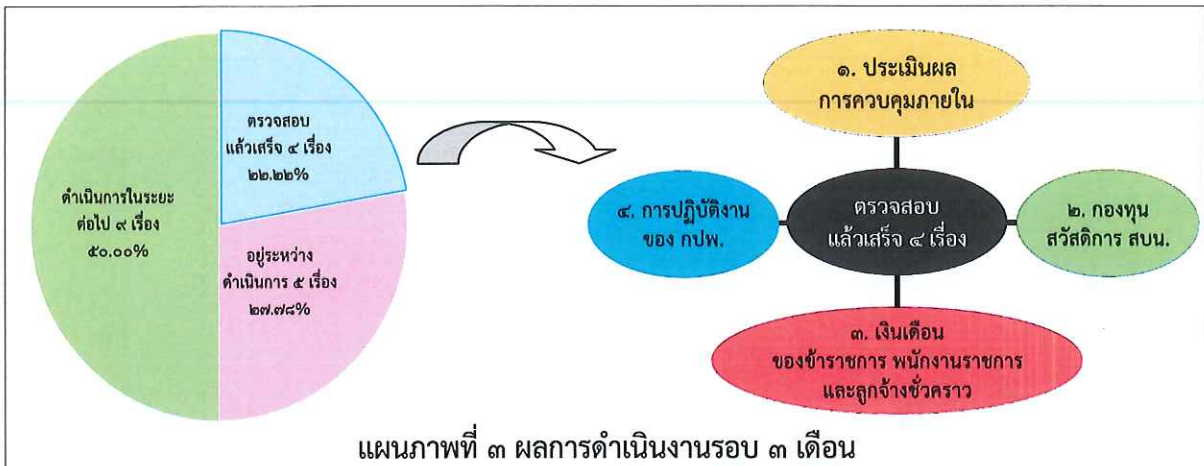 ตรวจสอบ
แล้วเสร็จ ๔ เรื่อง
๒๒.๒๒%
ดำเนินการในระยะ
ต่อไป ๙ เรื่อง
๕๐.๐๐%
อยู่ระหว่าง
ดำเนินการ ๕ เรื่อง
๒๗.๗๘%
๑. ประเมินผล
การควบคุมภายใน
๔. การปฏิบัติงาน
ของ กปพ.
ตรวจสอบ
แล้วเสร็จ ๔ เรื่อง
๒. กองทุน
สวัสดิการ สบน.
๓. เงินเดือน
ของข้าราชการ พนักงานราชการ
และลูกจ้างชั่วคราว
แผนภาพที่ ๓ ผลการดำเนินงานรอบ ๓ เดือน